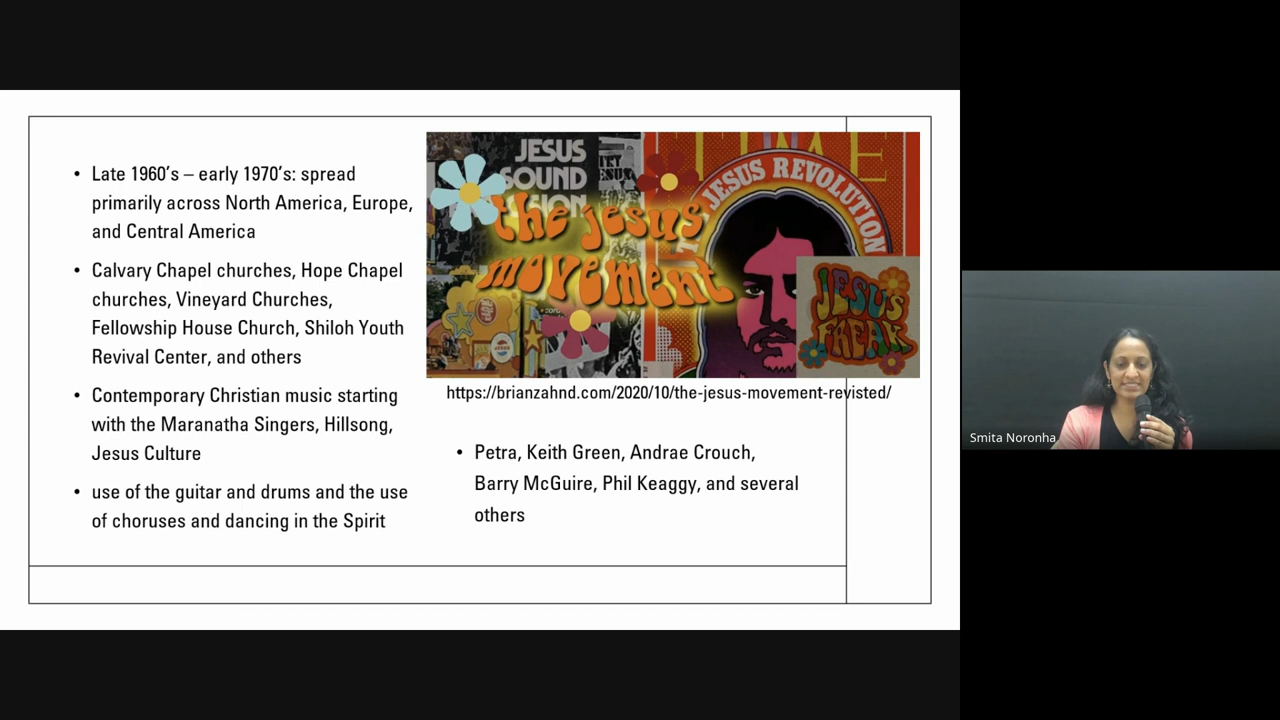 • Late 1960's – early 1970's: spread
primarily across North America, Europe,
and Central America
• Calvary Chapel churches, Hope Chapel
churches, Vineyard Churches,
Fellowship House Church, Shiloh Youth
Revival Center, and others
• Contemporary Christian music starting
with the Maranatha Singers, Hillsong,
Jesus Culture
• use of the guitar and drums and the use
of choruses and dancing in the Spirit
JESUS
SOUND
the jesus
movement
TIME
JESUS REVOLUTION
JESUS
FREAK
https://brianzahnd.com/2020/10/the-jesus-movement-revisted/
• Petra, Keith Green, Andrae Crouch,
Barry McGuire, Phil Keaggy, and several
others
Smita Noronha